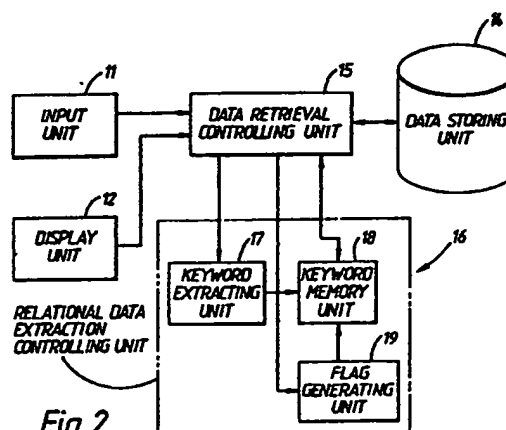 14
11
15
INPUT
UNIT
DATA RETRIEVAL
CONTROLLING UNIT
DATA STORING
UNIT
12
DISPLAY
UNIT
16
17
18
KEYWORD
EXTRACTING
UNIT
KEYWORD
MEMORY
UNIT
RELATIONAL DATA
EXTRACTION
CONTROLLING UNIT
19
FLAG
GENERATING
UNIT
Fig.2